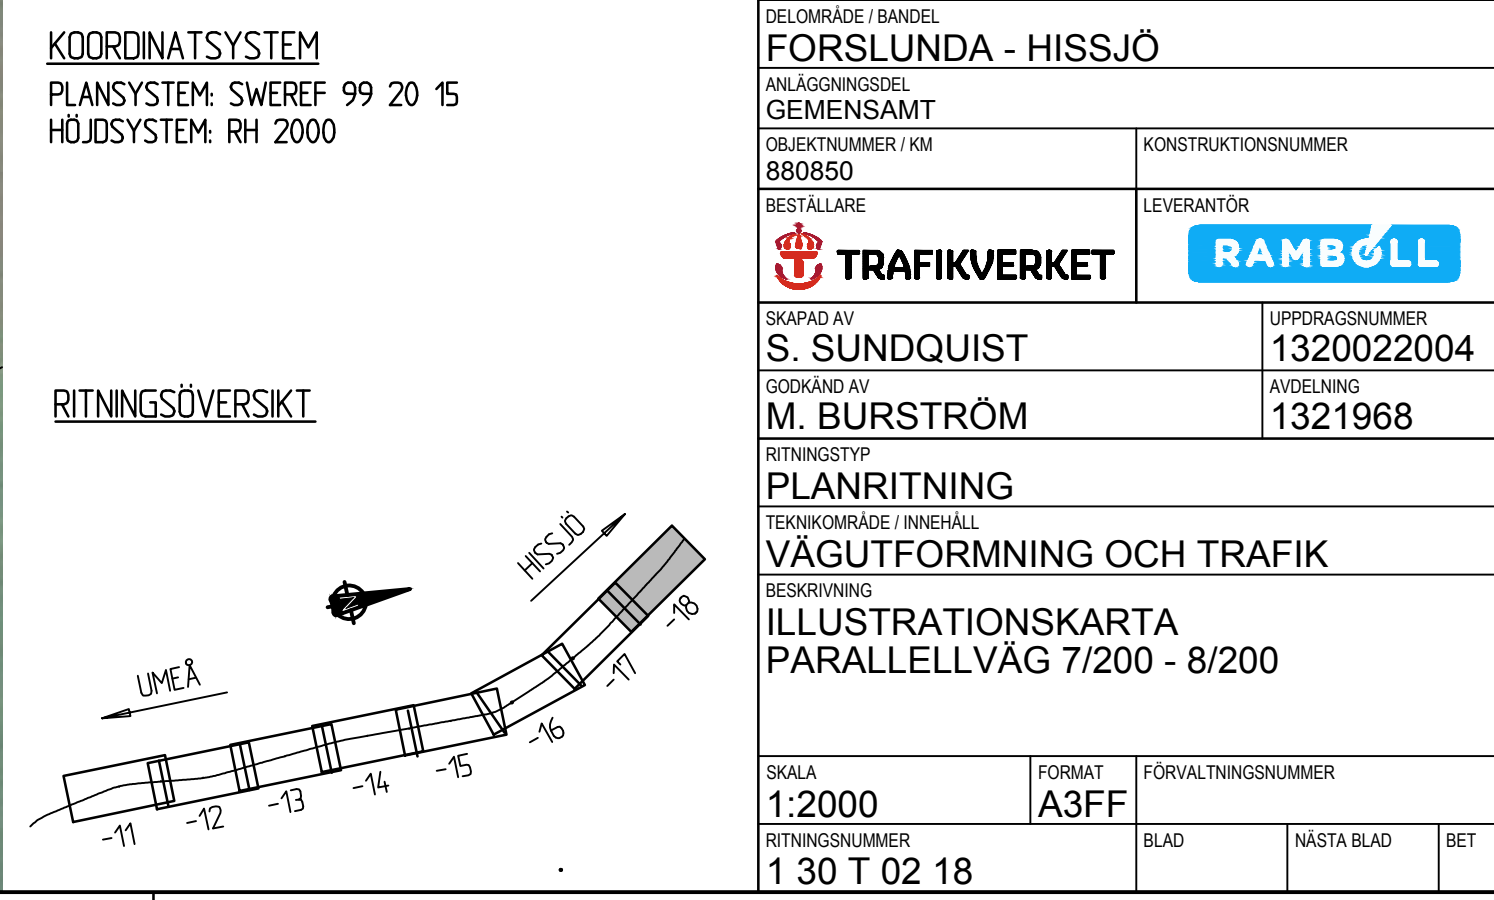 KOORDINATSYSTEM
PLANSYSTEM: SWEREF 99 20 15
HÖJDSYSTEM: RH 2000
RITNINGSÖVERSIKT
HISSJÖ
N
UMEÅ
-11
-12
-13
-14
-15
-16
-17
-18
DELOMRÅDE / BANDEL
FORSLUNDA - HISSJÖ
ANLÄGGNINGSDEL
GEMENSAMT
OBJEKTNUMMER / KM
880850
KONSTRUKTIONSNUMMER
BESTÄLLARE
TRAFIKVERKET
LEVERANTÖR
RAMBØLL
SKAPAD AV
S. SUNDQUIST
UPPDRAGSNUMMER
1320022004
GODKÄND AV
M. BURSTRÖM
AVDELNING
1321968
RITNINGSTYP
PLANRITNING
TEKNIKOMRÅDE / INNEHÅLL
VÄGUTFORMNING OCH TRAFIK
BESKRIVNING
ILLUSTRATIONSKARTA
PARALLELLVÄG 7/200 - 8/200
SKALA
1:2000
FORMAT
A3FF
FÖRVALTNINGSNUMMER
RITNINGSNUMMER
1 30 T 02 18
BLAD
NÄSTA BLAD
BET